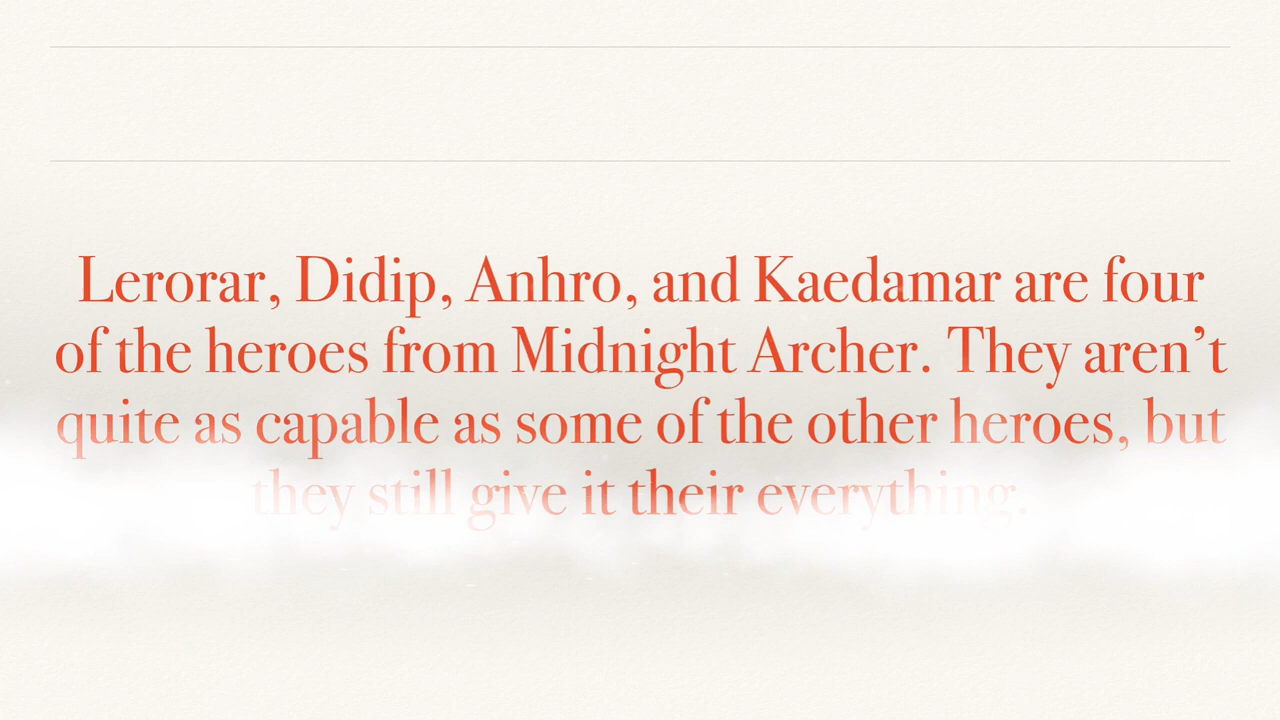 Lerorar, Didip, Anhro, and Kaedamar are four
of the heroes from Midnight Archer. They aren’t
quite as capable as some of the other heroes, but
they still give it their everything.